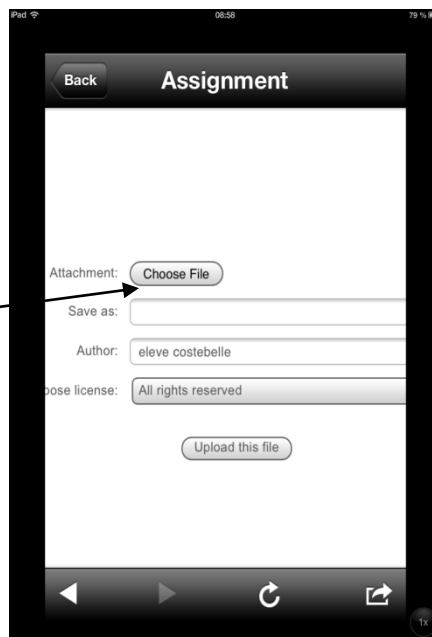 iPad 08:58 79 %
Back Assignment
Attachment: Choose File
Save as:
Author: eleve costebelle
oose license: All rights reserved
Upload this file
1x